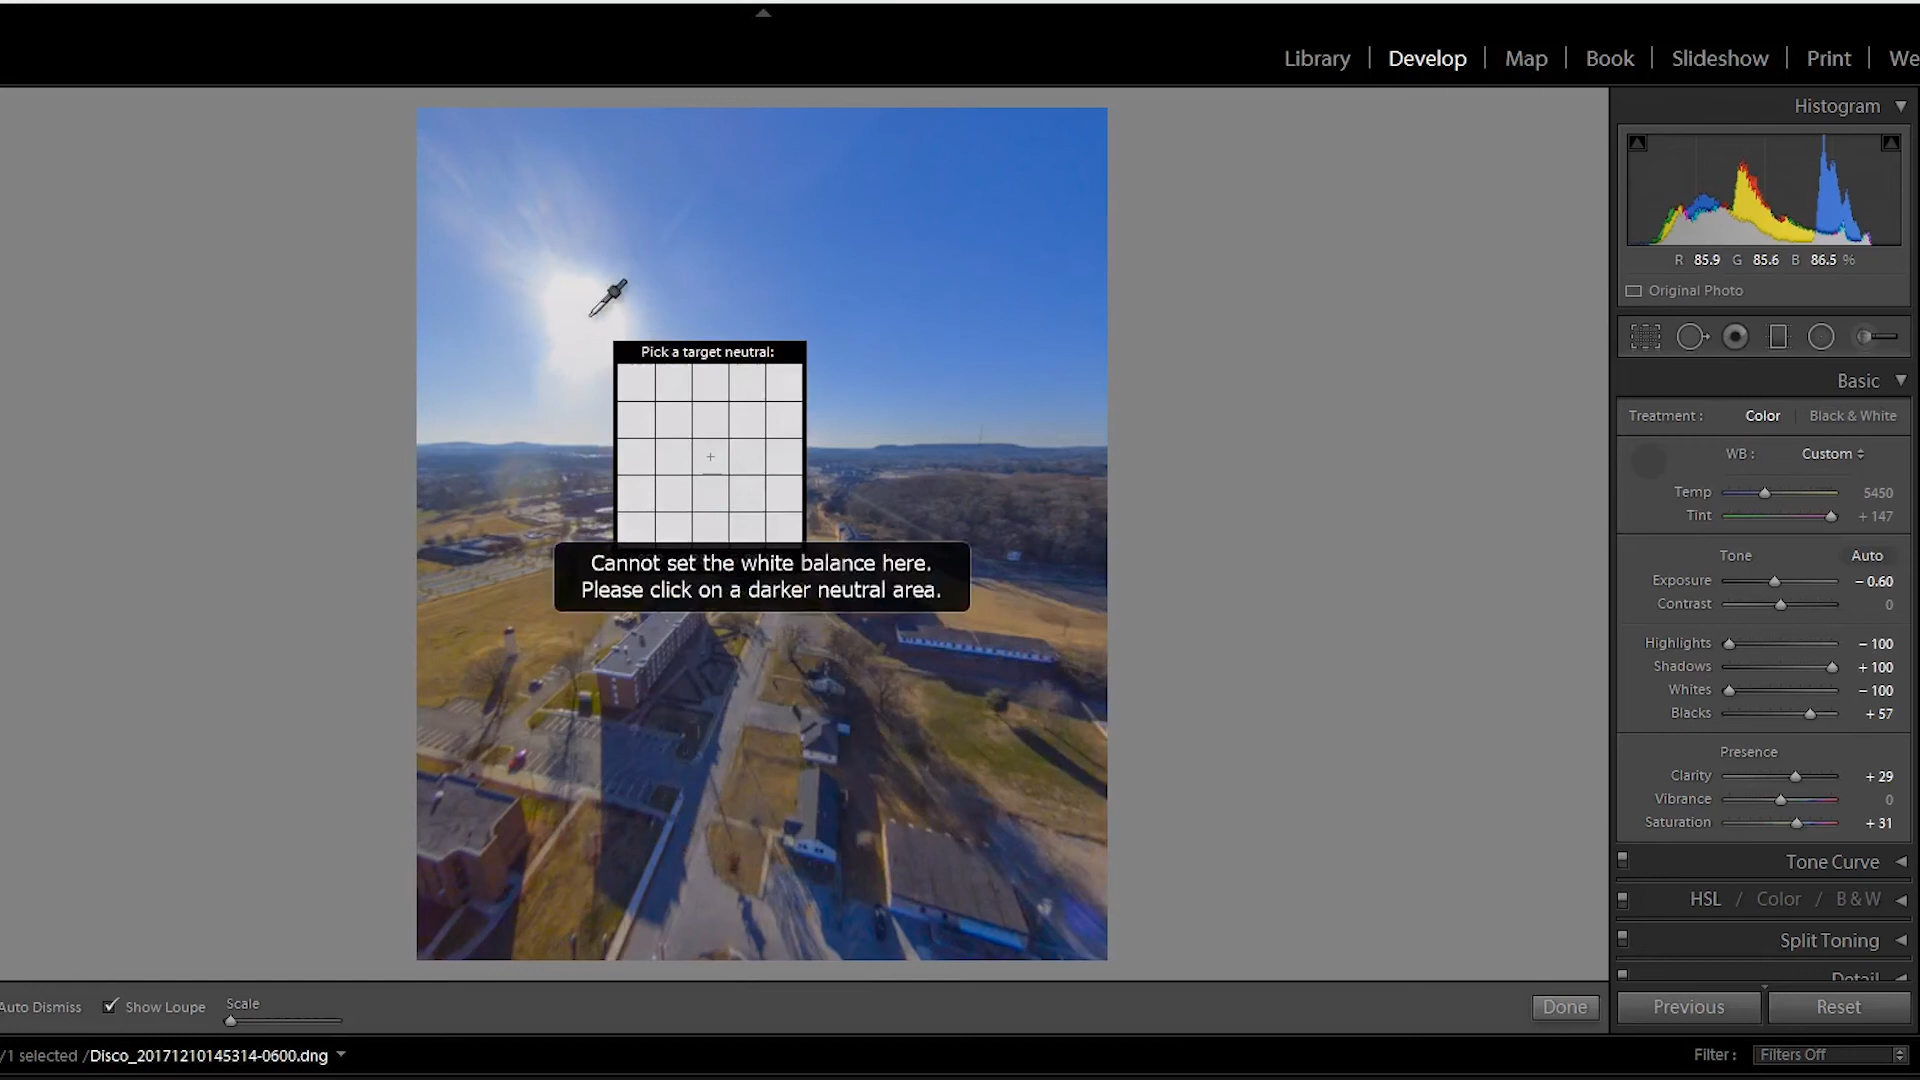 Library | Develop | Map | Book | Slideshow | Print | We
Histogram
R 85.9 G 85.6 B 86.5 %
Original Photo
Basic
Treatment : Color Black & White
WB : Custom
Temp 5450
Tint + 147
Tone Auto
Exposure − 0.60
Contrast 0
Highlights − 100
Shadows + 100
Whites − 100
Blacks + 57
Presence
Clarity + 29
Vibrance 0
Saturation + 31
Tone Curve
HSL / Color / B & W
Split Toning
Detail
Previous Reset
Pick a target neutral:
Cannot set the white balance here.
Please click on a darker neutral area.
Auto Dismiss Show Loupe Scale Done
/1 selected /Disco_20171210145314-0600.dng
Filter : Filters Off